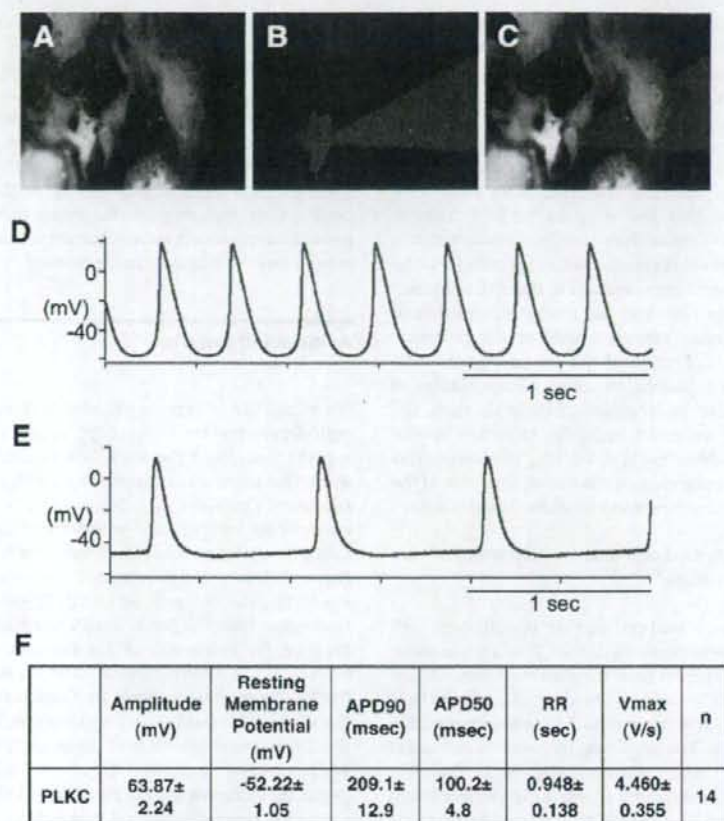 A
B
C
D
0
(mV)
-40
1 sec
E
0
(mV)
-40
1 sec
F
Amplitude (mV)
Resting Membrane Potential (mV)
APD90 (msec)
APD50 (msec)
RR (sec)
Vmax (V/s)
n
PLKC
63.87± 2.24
-52.22± 1.05
209.1± 12.9
100.2± 4.8
0.948± 0.138
4.460± 0.355
14